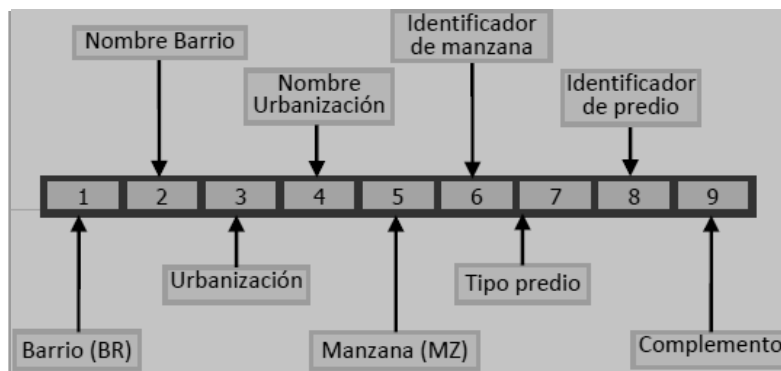 Nombre Barrio
Identificador
de manzana
Nombre
Urbanización
Identificador
de predio
1 2 3 4 5 6 7 8 9
Urbanización
Tipo predio
Barrio (BR)
Manzana (MZ)
Complemento